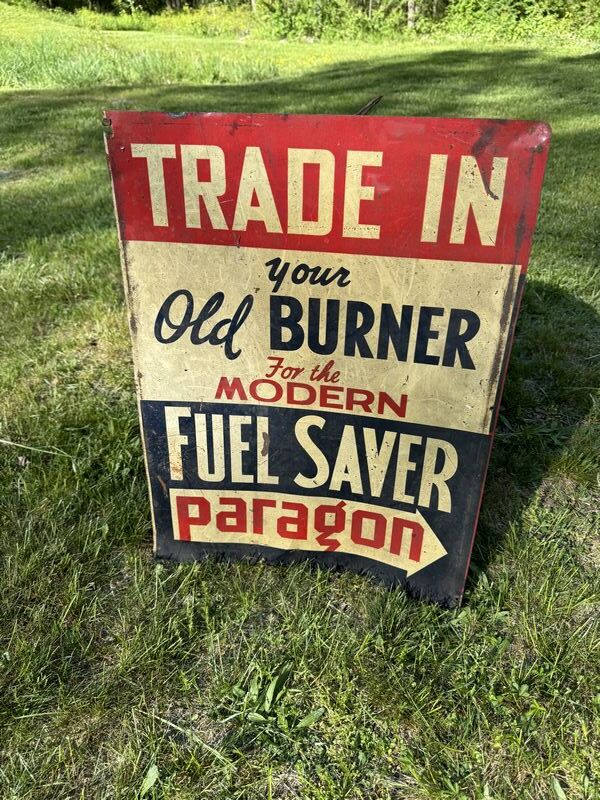 TRADE IN
your
Old BURNER
For the
MODERN
FUEL SAVER
paragon